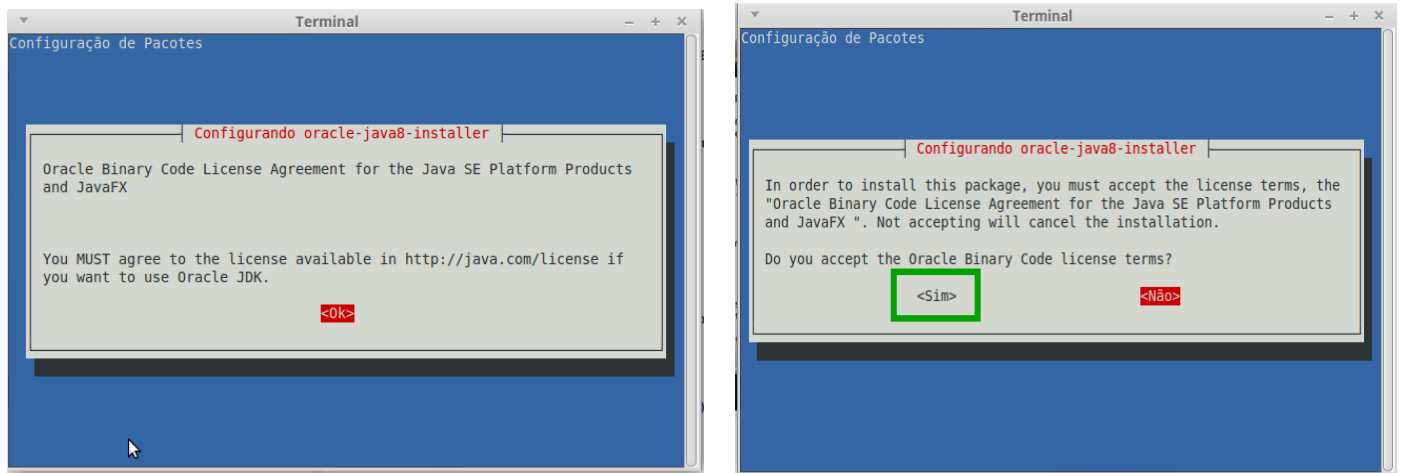 Terminal
Configuração de Pacotes
Configurando oracle-java8-installer
Oracle Binary Code License Agreement for the Java SE Platform Products
and JavaFX
You MUST agree to the license available in http://java.com/license if
you want to use Oracle JDK.
<Ok>
Terminal
Configuração de Pacotes
Configurando oracle-java8-installer
In order to install this package, you must accept the license terms, the
"Oracle Binary Code License Agreement for the Java SE Platform Products
and JavaFX ". Not accepting will cancel the installation.
Do you accept the Oracle Binary Code license terms?
<Sim> <Não>